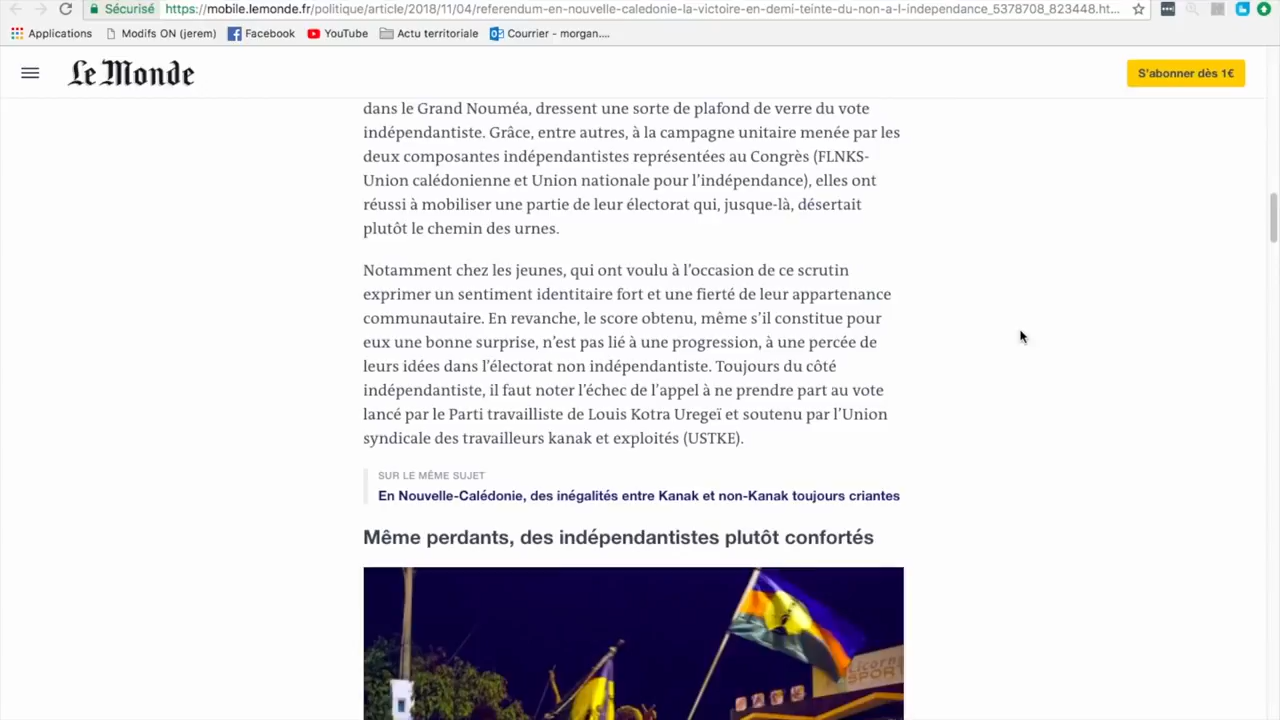 Sécurisé
https://mobile.lemonde.fr/politique/article/2018/11/04/referendum-en-nouvelle-caledonie-la-victoire-en-demi-teinte-du-non-a-l-independance_5378708_823448.ht...
Applications
Modifs ON (jerem)
Facebook
YouTube
Actu territoriale
Courrier - morgan....
Le Monde
S'abonner dès 1€
dans le Grand Nouméa, dressent une sorte de plafond de verre du vote
indépendantiste. Grâce, entre autres, à la campagne unitaire menée par les
deux composantes indépendantistes représentées au Congrès (FLNKS-
Union calédonienne et Union nationale pour l'indépendance), elles ont
réussi à mobiliser une partie de leur électorat qui, jusque-là, désertait
plutôt le chemin des urnes.
Notamment chez les jeunes, qui ont voulu à l'occasion de ce scrutin
exprimer un sentiment identitaire fort et une fierté de leur appartenance
communautaire. En revanche, le score obtenu, même s'il constitue pour
eux une bonne surprise, n'est pas lié à une progression, à une percée de
leurs idées dans l'électorat non indépendantiste. Toujours du côté
indépendantiste, il faut noter l'échec de l'appel à ne prendre part au vote
lancé par le Parti travailliste de Louis Kotra Uregeï et soutenu par l'Union
syndicale des travailleurs kanak et exploités (USTKE).
SUR LE MÊME SUJET
En Nouvelle-Calédonie, des inégalités entre Kanak et non-Kanak toujours criantes
Même perdants, des indépendantistes plutôt confortés
Licorn
SPORT